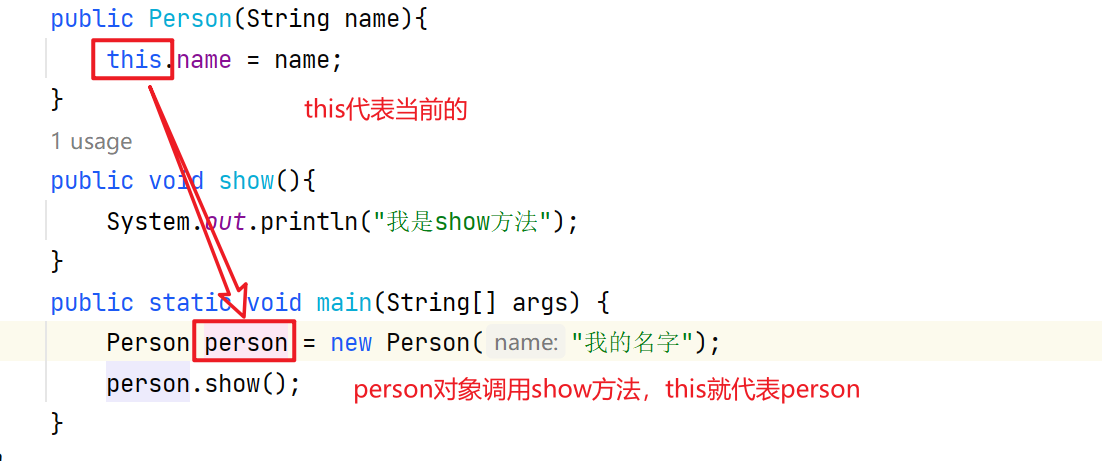 public Person(String name){
this.name = name;
}
this代表当前的
1 usage
public void show(){
System.out.println("我是show方法");
}
public static void main(String[] args) {
Person person = new Person( name: "我的名字");
person.show();
person对象调用show方法，this就代表person
}